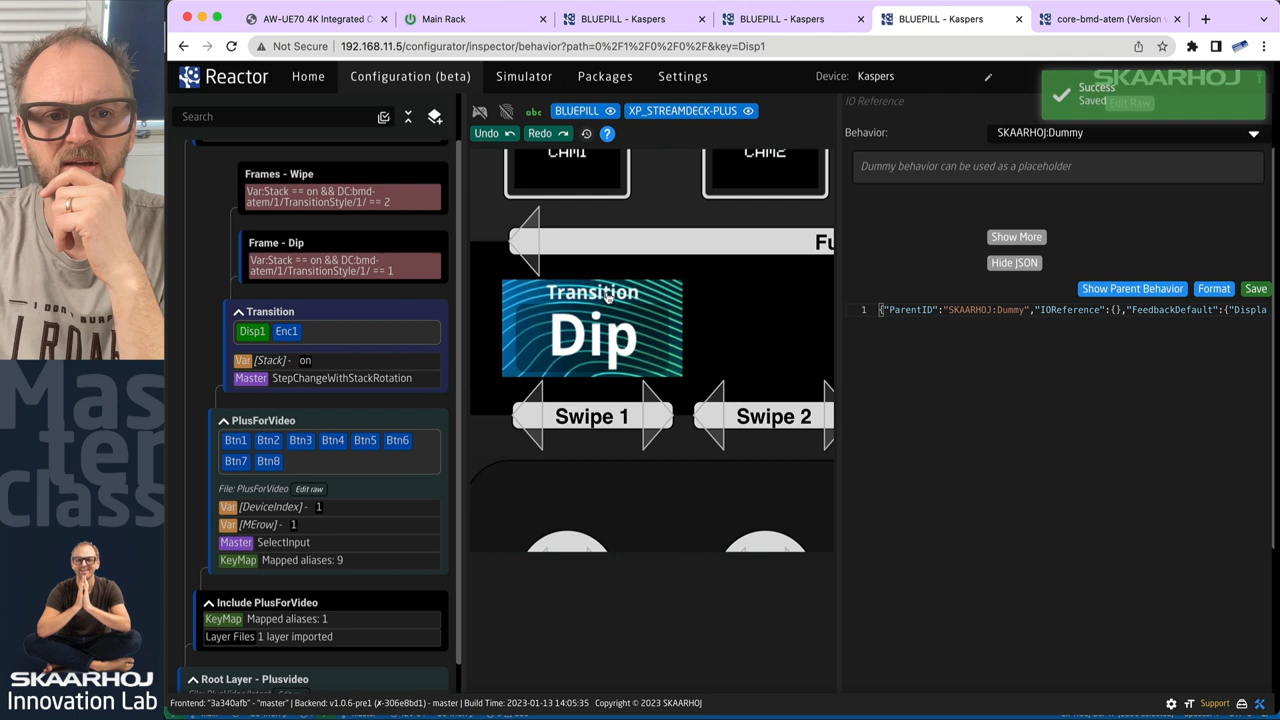 AW-UE70 4K Integrated C
Main Rack
BLUEPILL - Kaspers
BLUEPILL - Kaspers
BLUEPILL - Kaspers
core-bmd-atem (Version
Not Secure
192.168.11.5/configurator/inspector/behavior?path=0%2F1%2F0%2F0%2F&key=Disp1
Reactor
Home
Configuration (beta)
Simulator
Packages
Settings
Device:
Kaspers
SKAARHOJ
Success
Saved
Search
abc
BLUEPILL
XP_STREAMDECK-PLUS
IO Reference
Edit Raw
Undo
Redo
?
Behavior:
SKAARHOJ:Dummy
Dummy behavior can be used as a placeholder
Show More
Hide JSON
Show Parent Behavior
Format
Save
1
{"ParentID":"SKAARHOJ:Dummy","IOReference":{},"FeedbackDefault":{"Displa
Frames - Wipe
Var:Stack == on && DC:bmd-
atem/1/TransitionStyle/1/ == 2
Frame - Dip
Var:Stack == on && DC:bmd-
atem/1/TransitionStyle/1/ == 1
Transition
Disp1
Enc1
Var [Stack] - on
Master StepChangeWithStackRotation
PlusForVideo
Btn1 Btn2 Btn3 Btn4 Btn5 Btn6
Btn7 Btn8
File: PlusForVideo Edit raw
Var [DeviceIndex] - 1
Var [MErow] - 1
Master SelectInput
KeyMap Mapped aliases: 9
Include PlusForVideo
KeyMap Mapped aliases: 1
Layer Files 1 layer imported
Root Layer - Plusvideo
CAM1
CAM2
Fu
Transition
Dip
Swipe 1
Swipe 2
I DON'T
Master
Class
SKAARHOJ
Innovation Lab
Frontend: "3a340afb" - "master" | Backend: v1.0.6-pre1 (✗-306e8bd1) - master | Build Time: 2023-01-13 14:05:35 Copyright © 2023 SKAARHOJ
Support